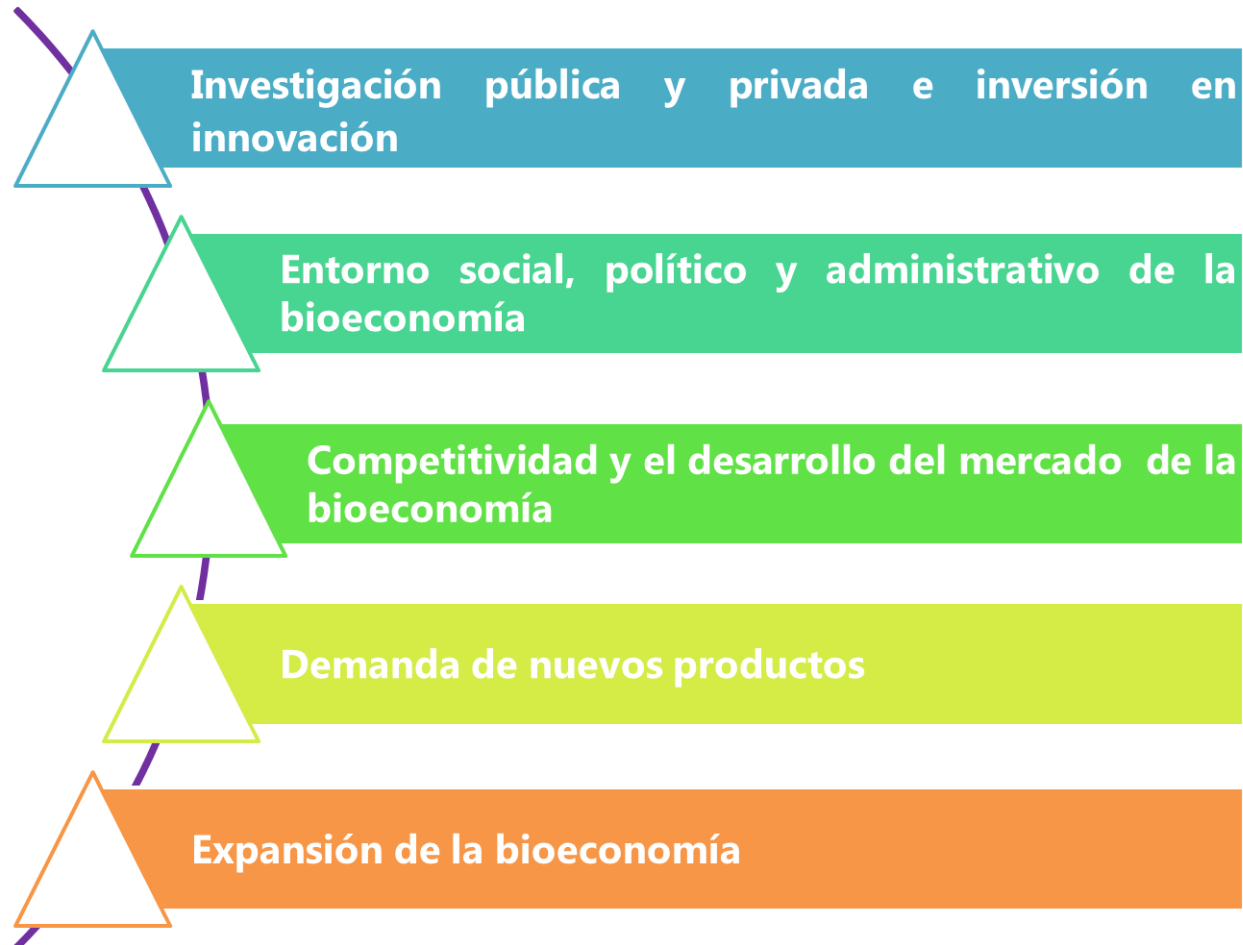 Investigación pública y privada e inversión en
innovación
Entorno social, político y administrativo de la
bioeconomía
Competitividad y el desarrollo del mercado de la
bioeconomía
Demanda de nuevos productos
Expansión de la bioeconomía